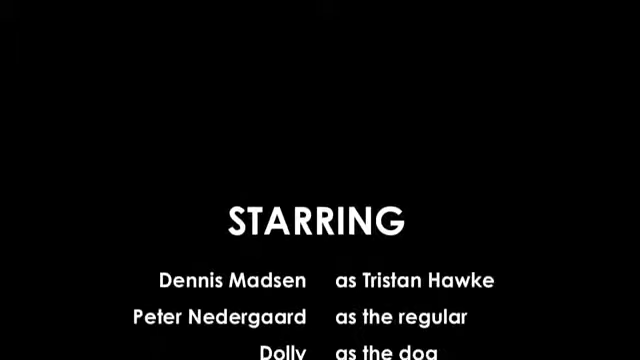 STARRING
Dennis Madsen as Tristan Hawke
Peter Nedergaard as the regular
Dolly as the dog